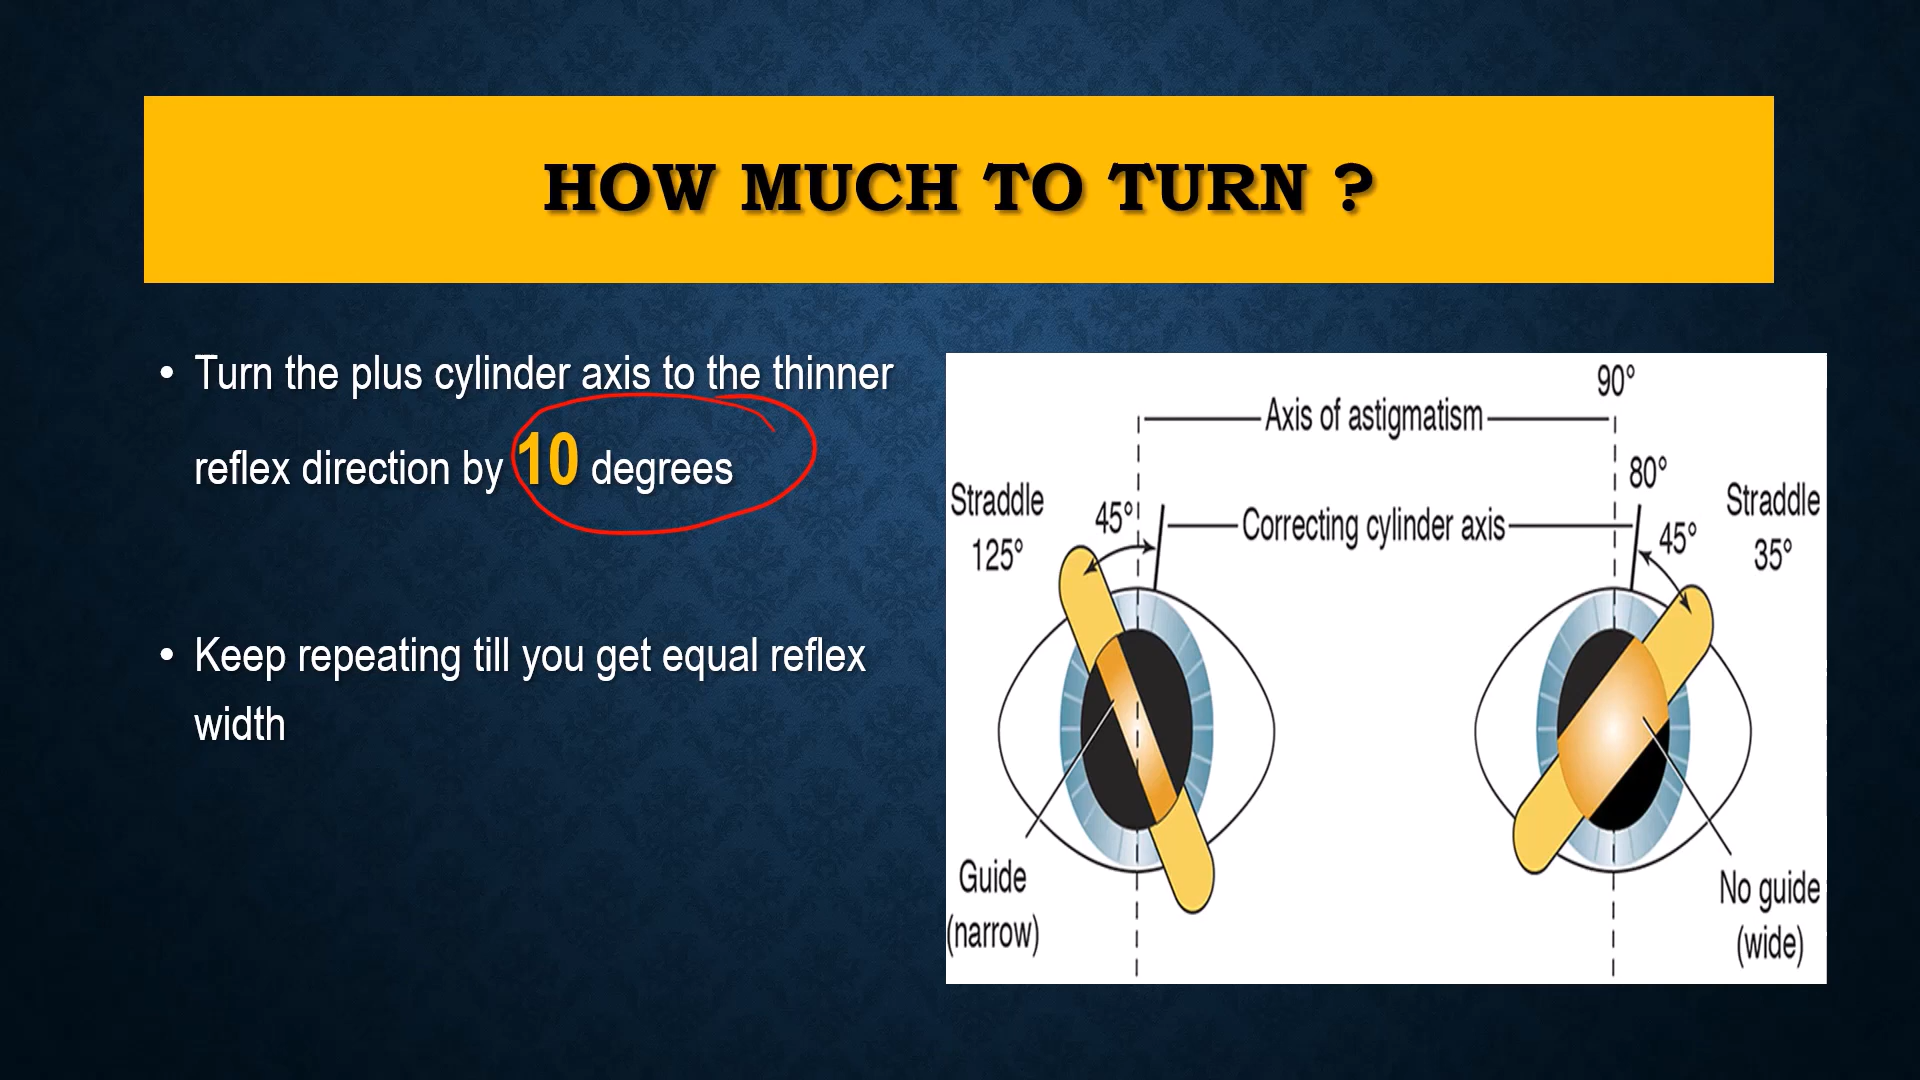 HOW MUCH TO TURN ?
• Turn the plus cylinder axis to the thinner
reflex direction by 10 degrees
• Keep repeating till you get equal reflex
width
90°
Axis of astigmatism
80°
Straddle
125°
45°
Correcting cylinder axis
45°
Straddle
35°
Guide
(narrow)
No guide
(wide)